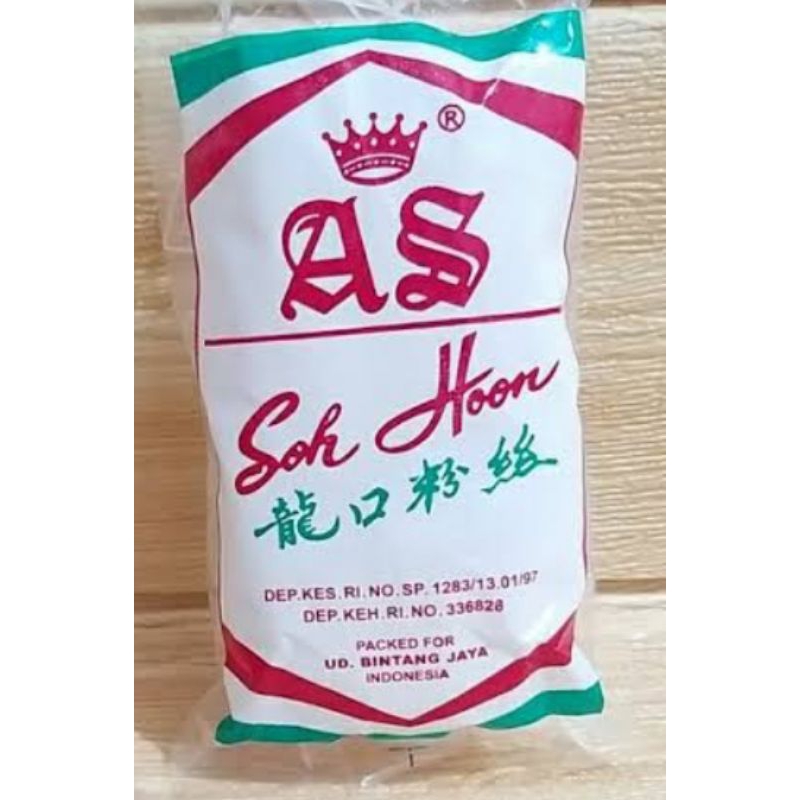 ®
AS
Soh Hoon
龍口粉絲
DEP.KES.RI.NO.SP. 1283/13.01/97
DEP.KEH.RI.NO. 336828
PACKED FOR
UD. BINTANG JAYA
INDONESIA